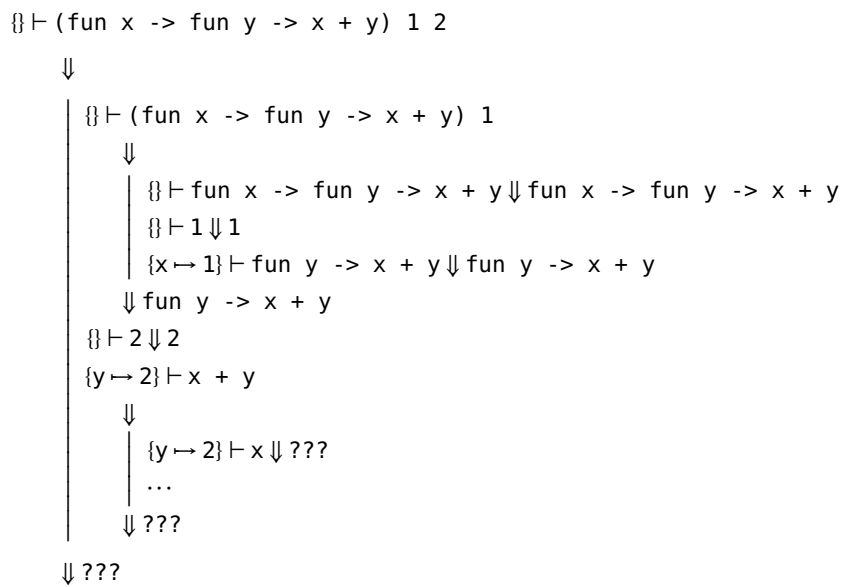 {} ⊢ (fun x -> fun y -> x + y) 1 2
⇓
{} ⊢ (fun x -> fun y -> x + y) 1
⇓
{} ⊢ fun x -> fun y -> x + y ⇓ fun x -> fun y -> x + y
{} ⊢ 1 ⇓ 1
{x ↦ 1} ⊢ fun y -> x + y ⇓ fun y -> x + y
⇓ fun y -> x + y
{} ⊢ 2 ⇓ 2
{y ↦ 2} ⊢ x + y
⇓
{y ↦ 2} ⊢ x ⇓ ???
⋯
⇓ ???
⇓ ???